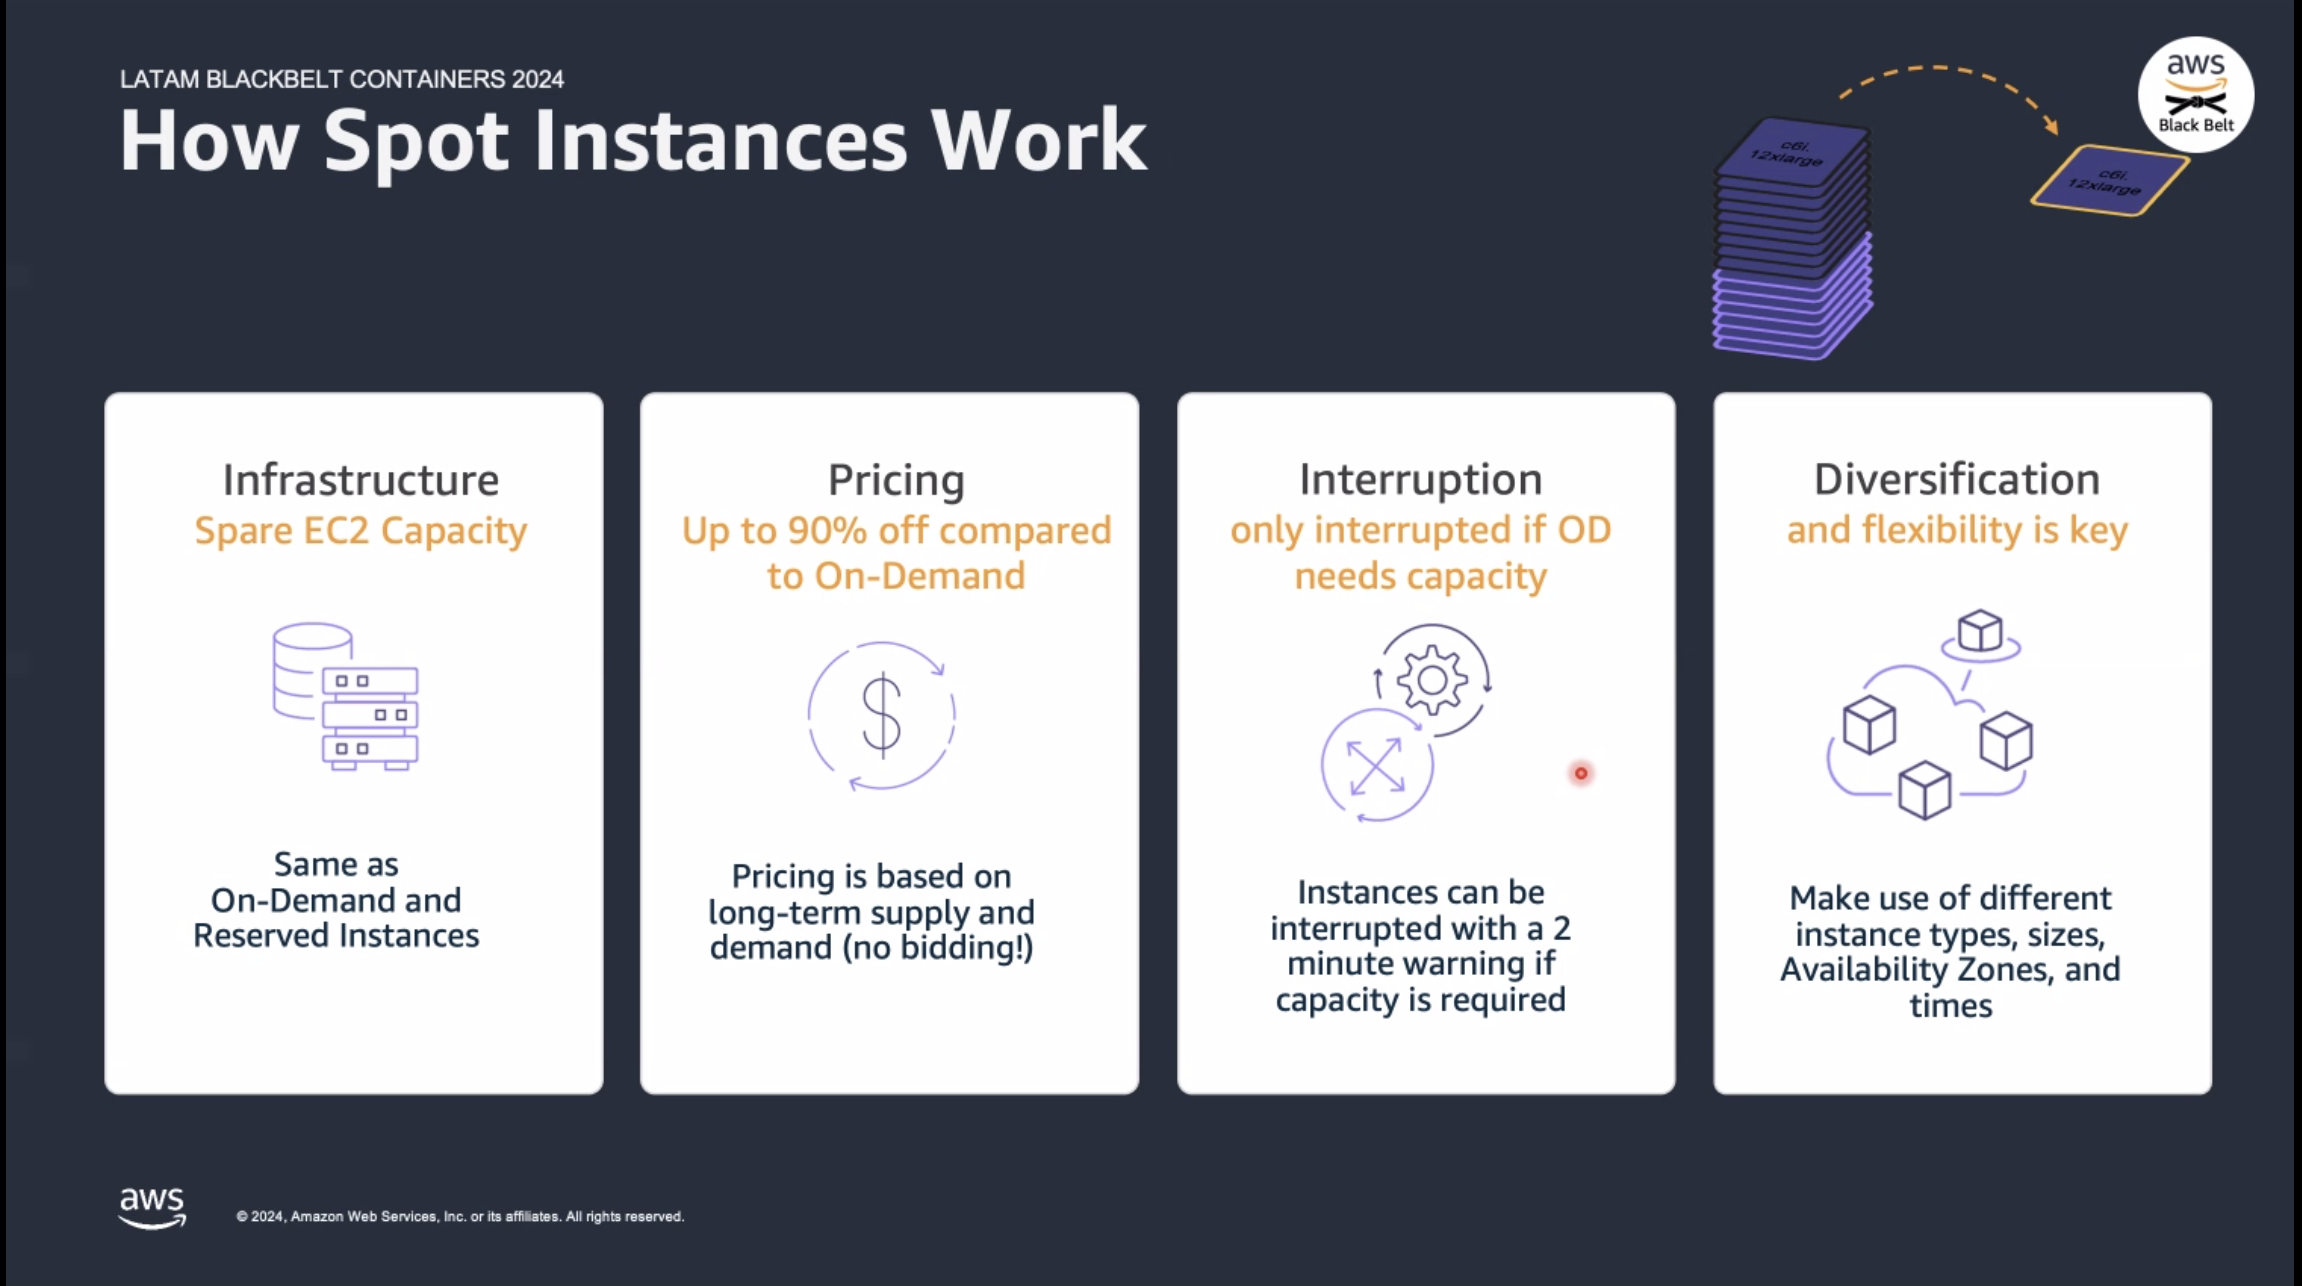 LATAM BLACKBELT CONTAINERS 2024
How Spot Instances Work
aws
Black Belt
c6i.
12xlarge
c6i.
12xlarge
Infrastructure
Spare EC2 Capacity
Same as
On-Demand and
Reserved Instances
Pricing
Up to 90% off compared
to On-Demand
Pricing is based on
long-term supply and
demand (no bidding!)
Interruption
only interrupted if OD
needs capacity
Instances can be
interrupted with a 2
minute warning if
capacity is required
Diversification
and flexibility is key
Make use of different
instance types, sizes,
Availability Zones, and
times
aws
© 2024, Amazon Web Services, Inc. or its affiliates. All rights reserved.